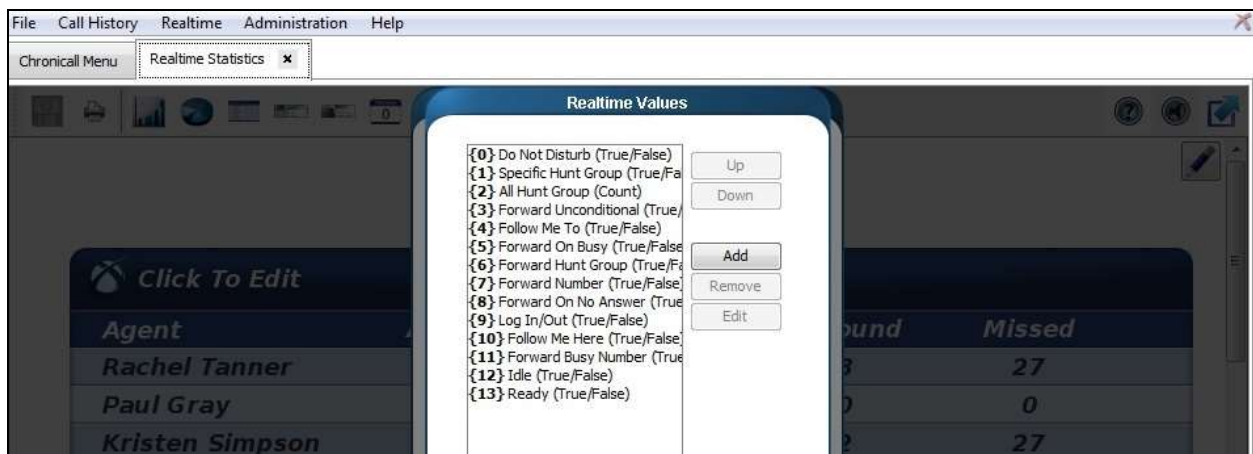 File Call History Realtime Administration Help
Chronicall Menu Realtime Statistics x
Realtime Values
0
{0} Do Not Disturb (True/False)
{1} Specific Hunt Group (True/Fa
{2} All Hunt Group (Count)
{3} Forward Unconditional (True/
{4} Follow Me To (True/False)
{5} Forward On Busy (True/False
{6} Forward Hunt Group (True/Fa
{7} Forward Number (True/False)
{8} Forward On No Answer (True
{9} Log In/Out (True/False)
{10} Follow Me Here (True/False)
{11} Forward Busy Number (True
{12} Idle (True/False)
{13} Ready (True/False)
Up
Down
Add
Remove
Edit
Click To Edit
Agent ound Missed
Rachel Tanner 3 27
Paul Gray 0 0
Kristen Simpson 2 27